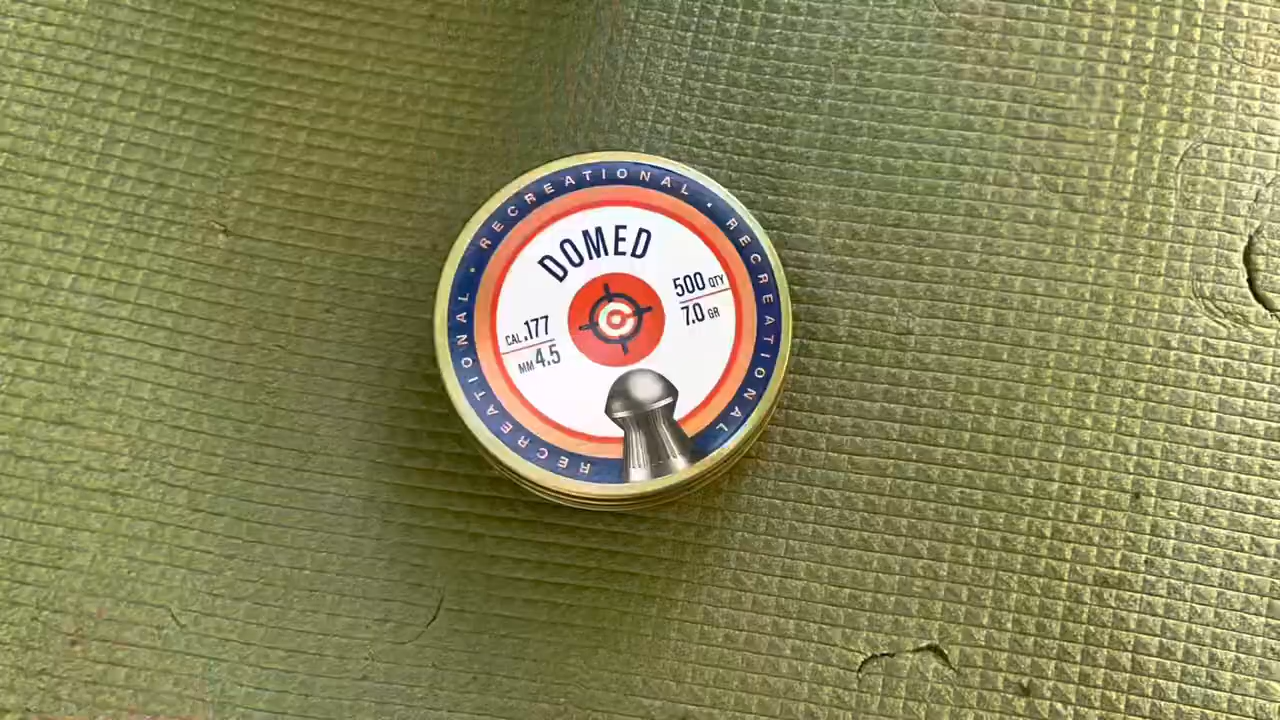 RECREATIONAL • RECREATIONAL • RECREATIONAL
DOMED
500 QTY
7.0 GR
CAL .177
MM 4.5